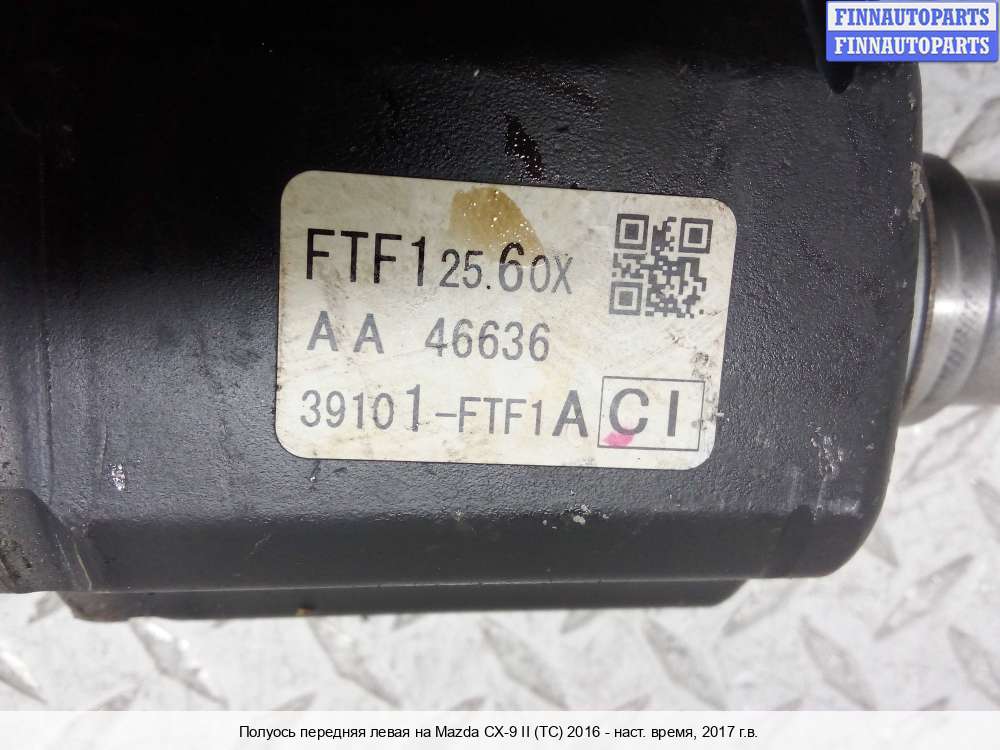 FINNAUTOPARTS
FINNAUTOPARTS
FTF1 25.60X
AA 46636
39101-FTF1A CI
Полуось передняя левая на Mazda CX-9 II (TC) 2016 - наст. время, 2017 г.в.